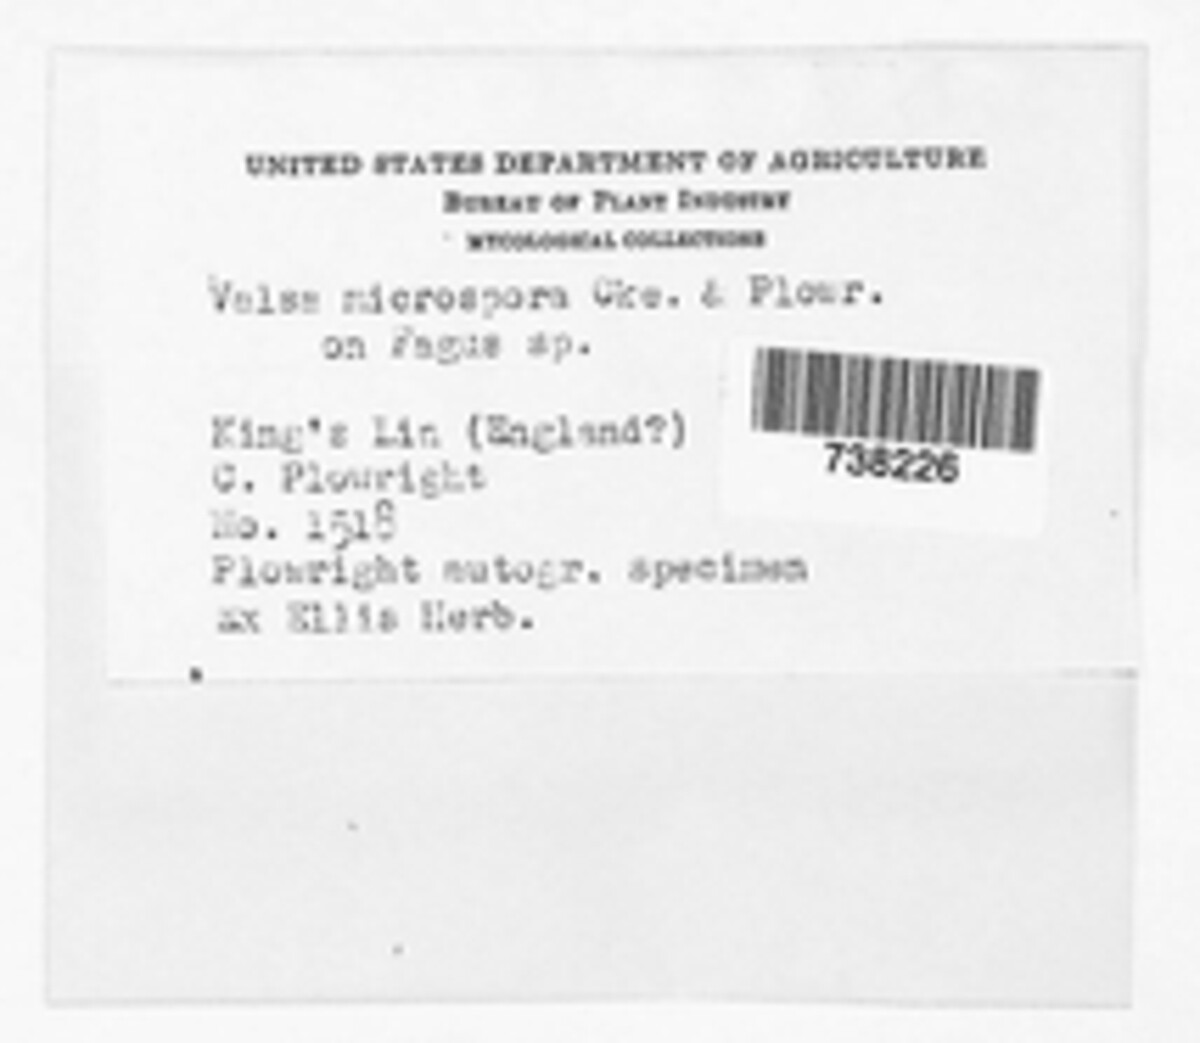 UNITED STATES DEPARTMENT OF AGRICULTURE
BUREAU OF PLANT INDUSTRY
MYCOLOGICAL COLLECTIONS
Valsa microspora Cke. & Plowr.
on Fagus sp.
King's Lin (England?)
C. Plowright
No. 1518
Plowright autogr. specimen
Ex Ellis Herb.
738226